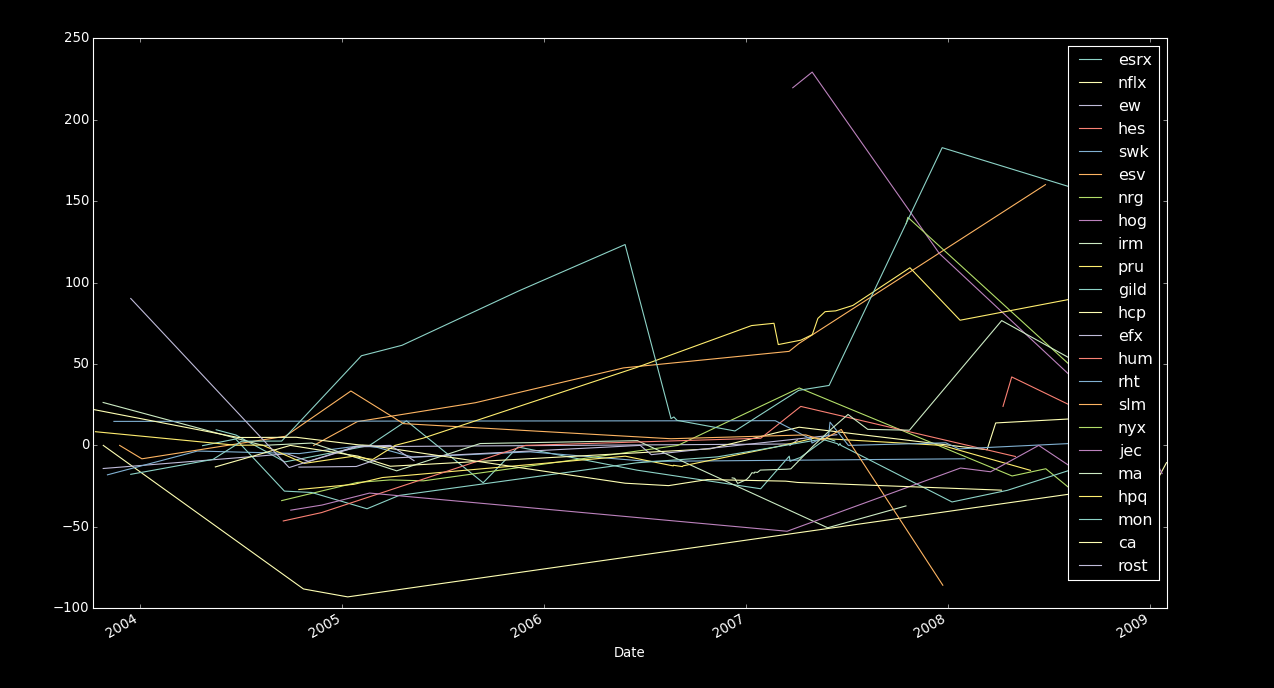 250
200
150
100
50
0
−50
−100
2004
2005
2006
2007
2008
2009
Date
esrx
nflx
ew
hes
swk
esv
nrg
hog
irm
pru
gild
hcp
efx
hum
rht
slm
nyx
jec
ma
hpq
mon
ca
rost